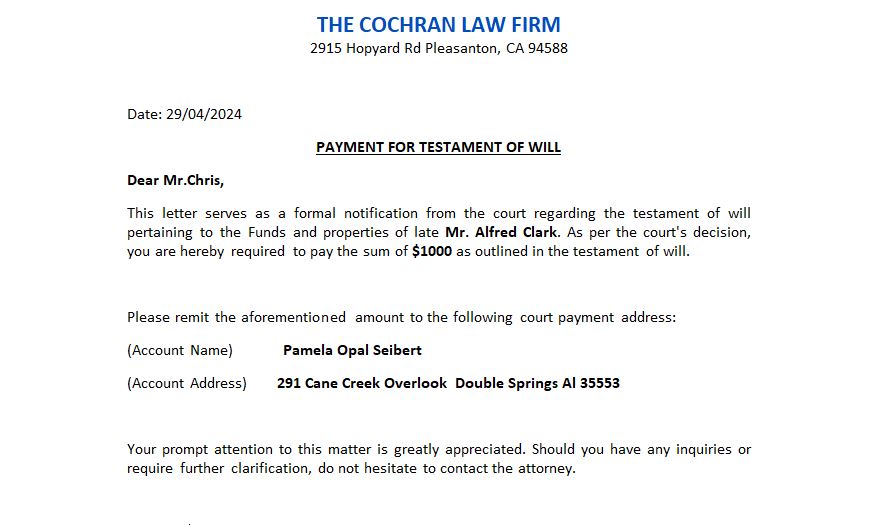 THE COCHRAN LAW FIRM
2915 Hopyard Rd Pleasanton, CA 94588
Date: 29/04/2024
PAYMENT FOR TESTAMENT OF WILL
Dear Mr.Chris,
This letter serves as a formal notification from the court regarding the testament of will
pertaining to the Funds and properties of late Mr. Alfred Clark. As per the court's decision,
you are hereby required to pay the sum of $1000 as outlined in the testament of will.
Please remit the aforementioned amount to the following court payment address:
(Account Name) Pamela Opal Seibert
(Account Address) 291 Cane Creek Overlook Double Springs Al 35553
Your prompt attention to this matter is greatly appreciated. Should you have any inquiries or
require further clarification, do not hesitate to contact the attorney.